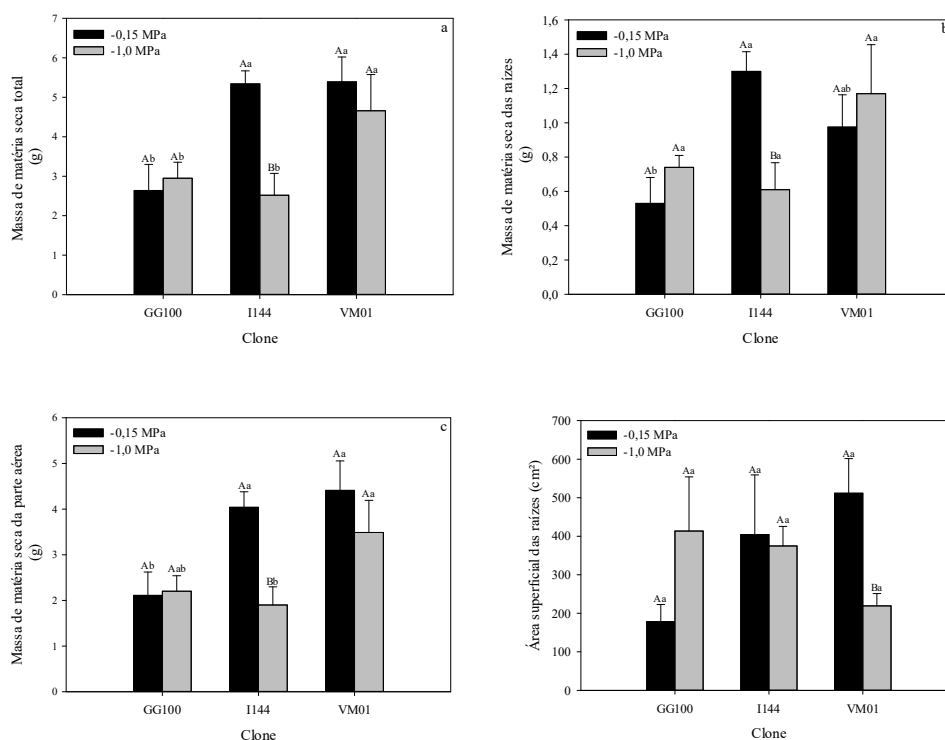 a
-0,15 MPa
-1,0 MPa
Massa de matéria seca total
(g)
7
6
5
4
3
2
1
0
Ab
Ab
Aa
Bb
Aa
Aa
GG100
I144
VM01
Clone
b
-0,15 MPa
-1,0 MPa
Massa de matéria seca das raízes
(g)
1,6
1,4
1,2
1,0
0,8
0,6
0,4
0,2
0,0
Ab
Aa
Aa
Ba
Aab
Aa
GG100
I144
VM01
Clone
c
-0,15 MPa
-1,0 MPa
Massa de matéria seca da parte aérea
(g)
6
5
4
3
2
1
0
Ab
Aab
Aa
Bb
Aa
Aa
GG100
I144
VM01
Clone
-0,15 MPa
-1,0 MPa
Área superficial das raízes (cm²)
700
600
500
400
300
200
100
0
Aa
Aa
Aa
Aa
Aa
Ba
GG100
I144
VM01
Clone